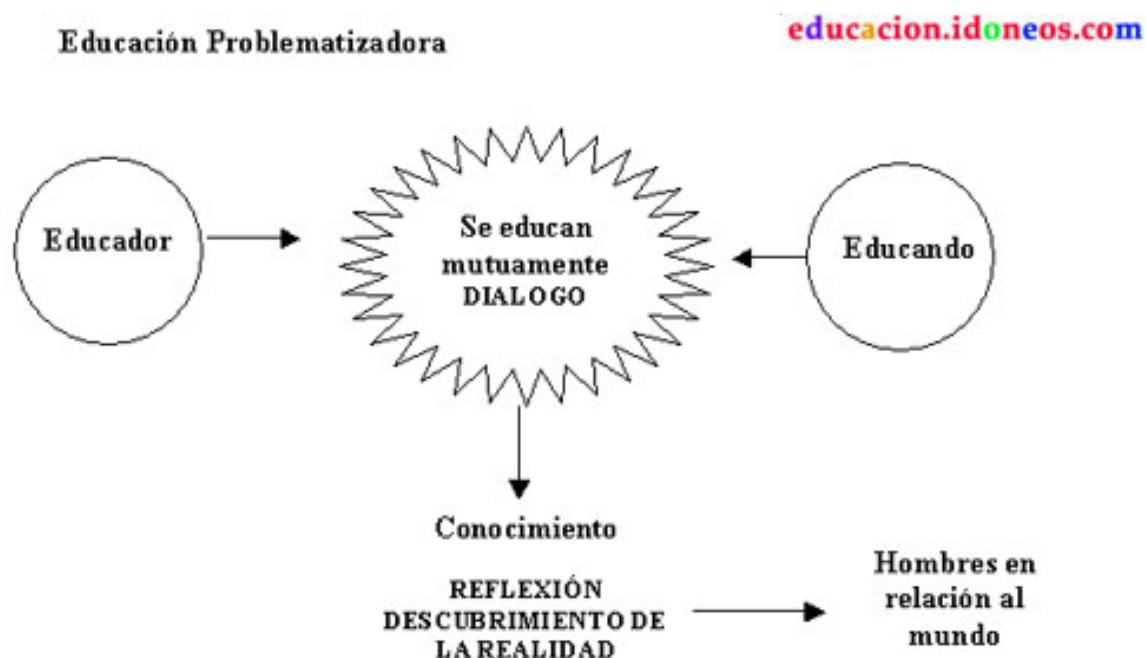 Educación Problematizadora
educacion.idoneos.com
Educador
Se educan
mutuamente
DIALOGO
Educando
Conocimiento
REFLEXIÓN
DESCUBRIMIENTO DE
LA REALIDAD
Hombres en
relación al
mundo